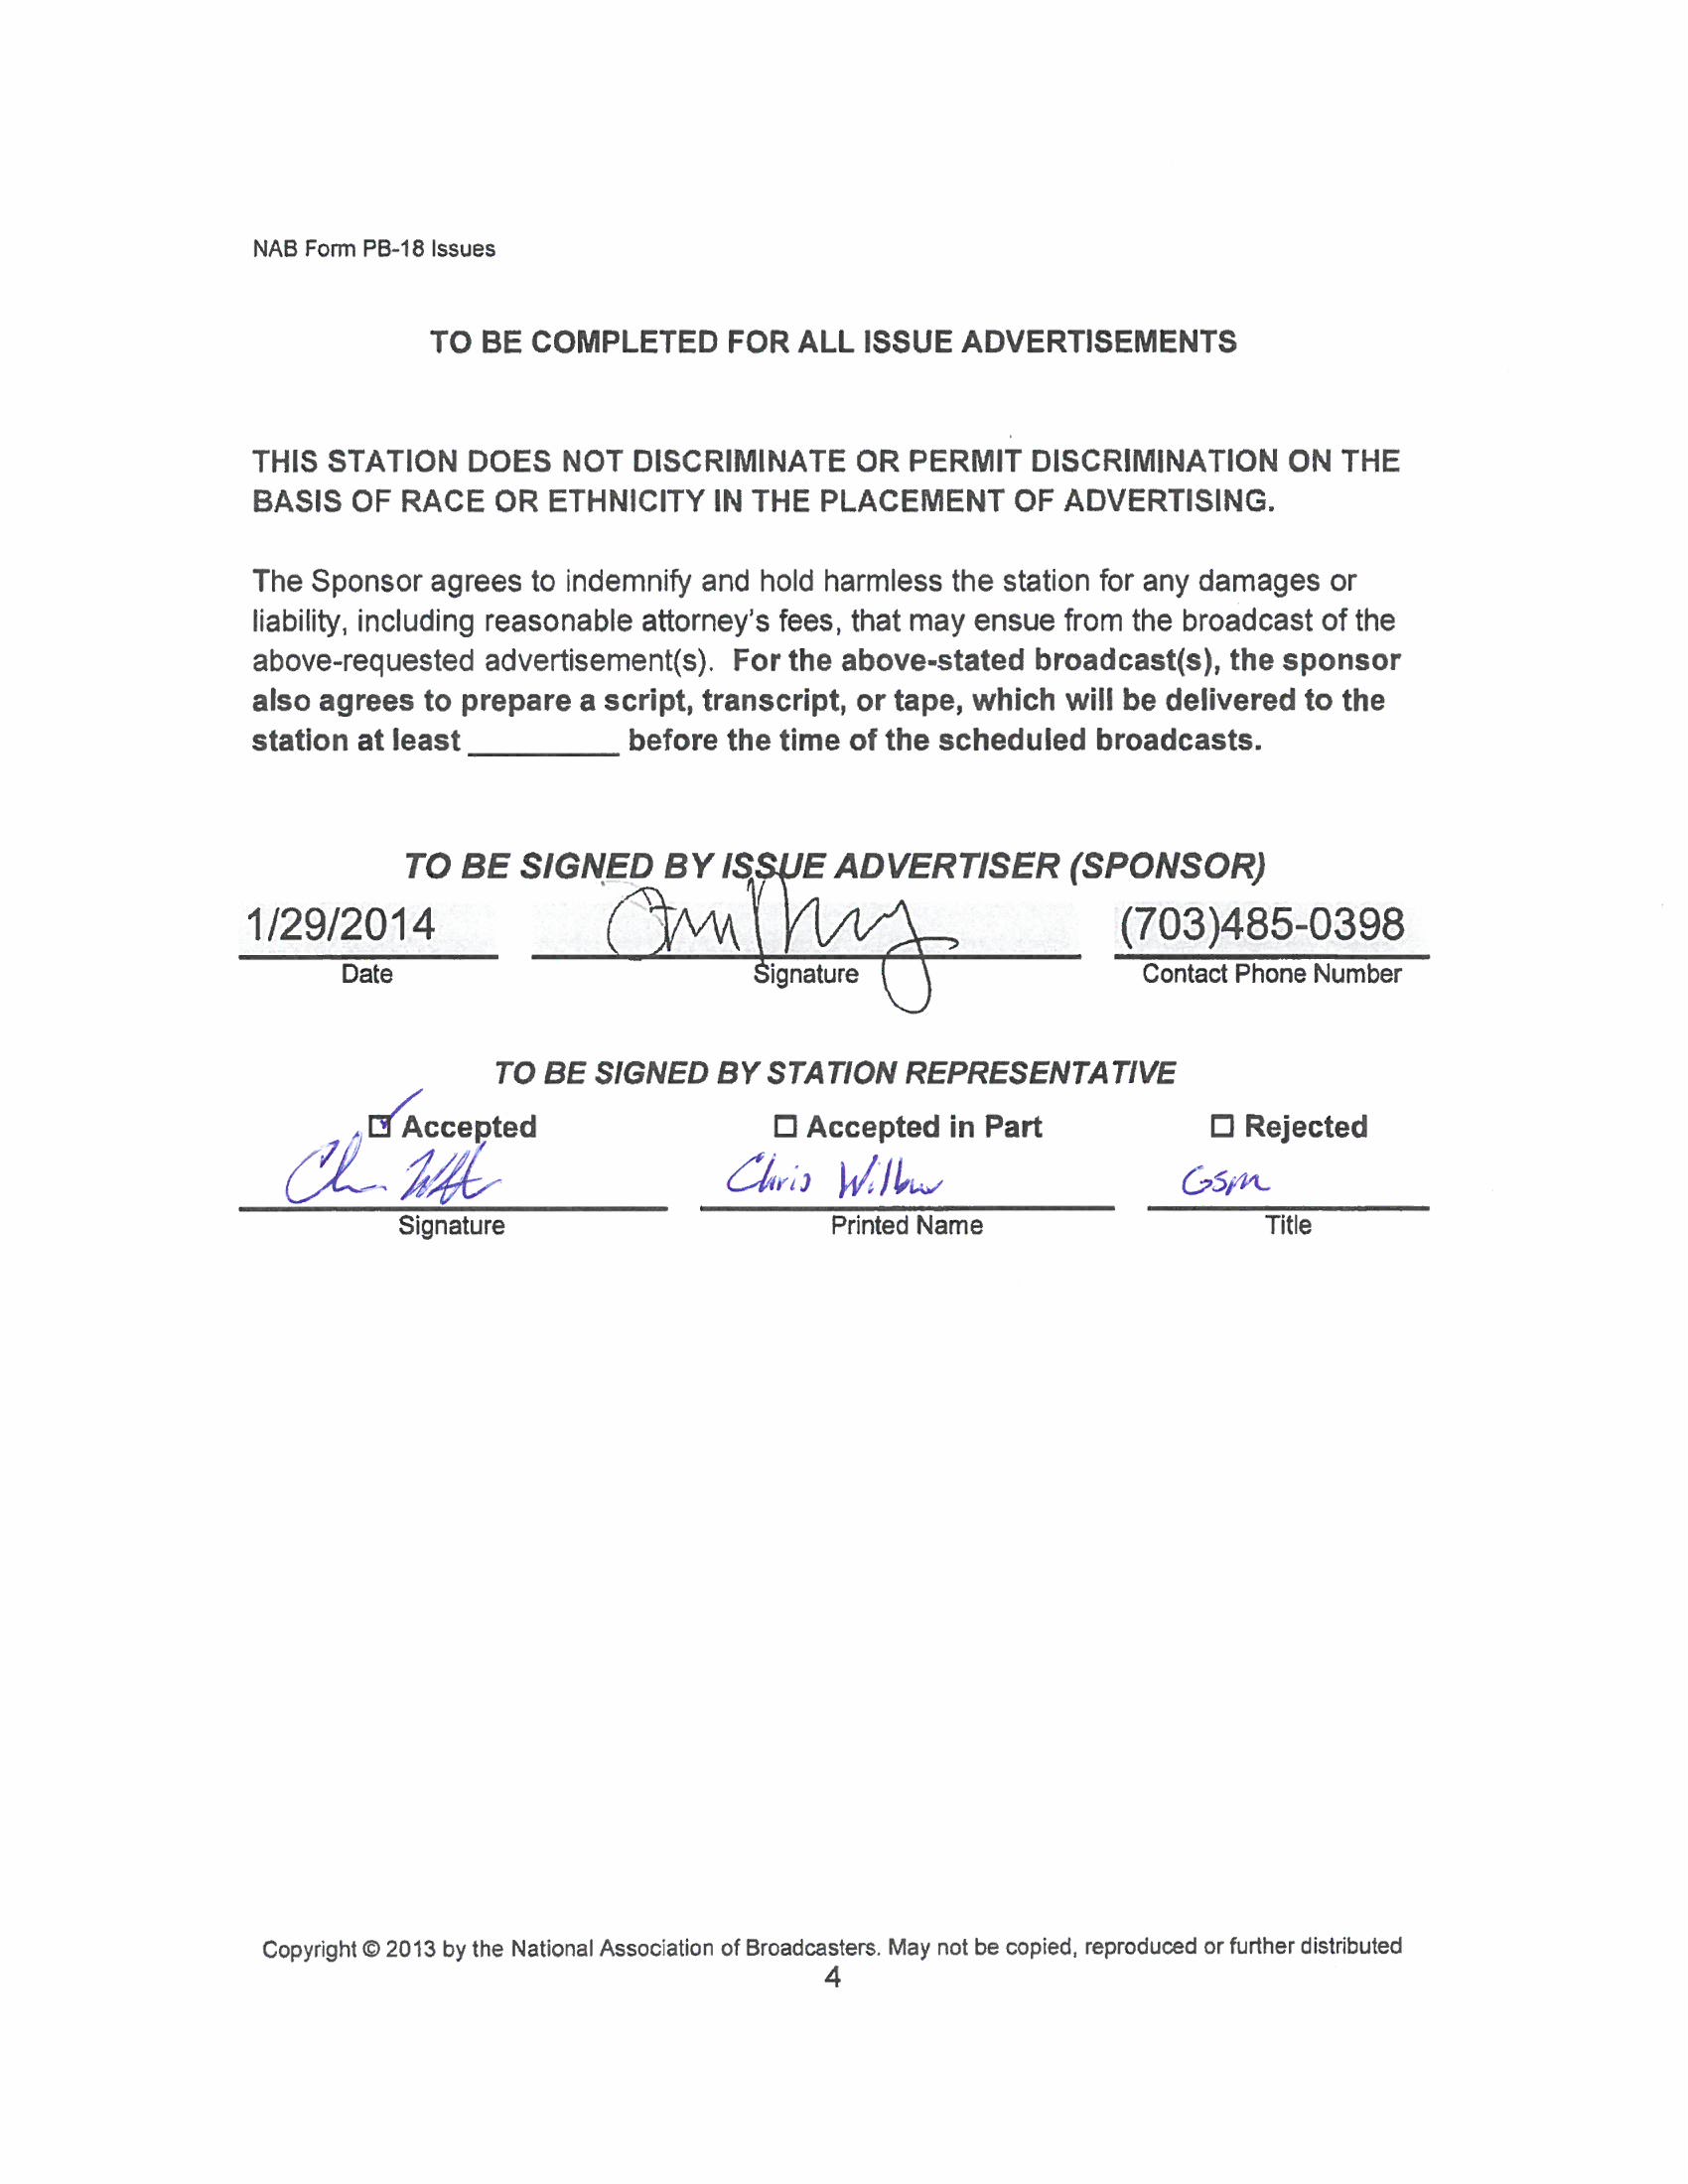 NAB Form PB-18 Issues
TO BE COMPLETED FOR ALL ISSUE ADVERTISEMENTS
THIS STATION DOES NOT DISCRIMINATE OR PERMIT DISCRIMINATION ON THE
BASIS OF RACE OR ETHNICITY IN THE PLACEMENT OF ADVERTISING.
The Sponsor agrees to indemnify and hold harmless the station for any damages or
liability, including reasonable attorney's fees, that may ensue from the broadcast of the
above-requested advertisement(s). For the above-stated broadcast(s), the sponsor
also agrees to prepare a script, transcript, or tape, which will be delivered to the
station at least __________ before the time of the scheduled broadcasts.
TO BE SIGNED BY ISSUE ADVERTISER (SPONSOR)
1/29/2014 (703)485-0398
Date Signature Contact Phone Number
TO BE SIGNED BY STATION REPRESENTATIVE
☑ Accepted ☐ Accepted in Part ☐ Rejected
Chris Wilbur GSM
Signature Printed Name Title
Copyright © 2013 by the National Association of Broadcasters. May not be copied, reproduced or further distributed
4